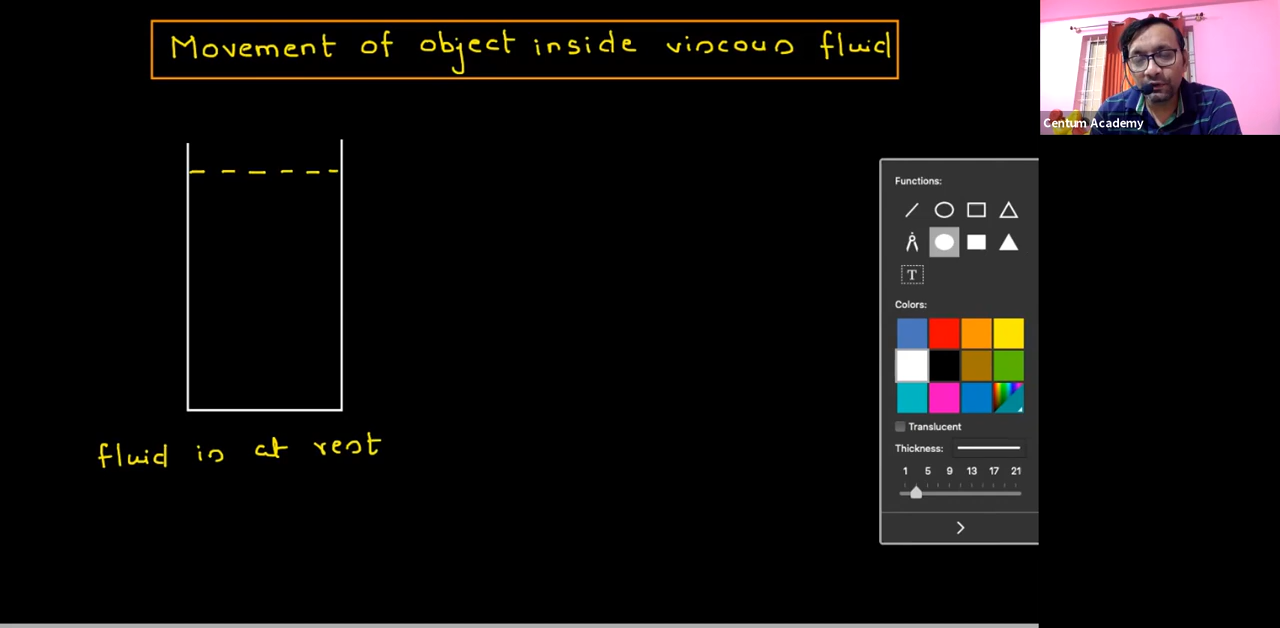 Movement of object inside viscous fluid
Centum Academy
Functions:
T
Colors:
Translucent
Thickness:
1 5 9 13 17 21
fluid is at rest